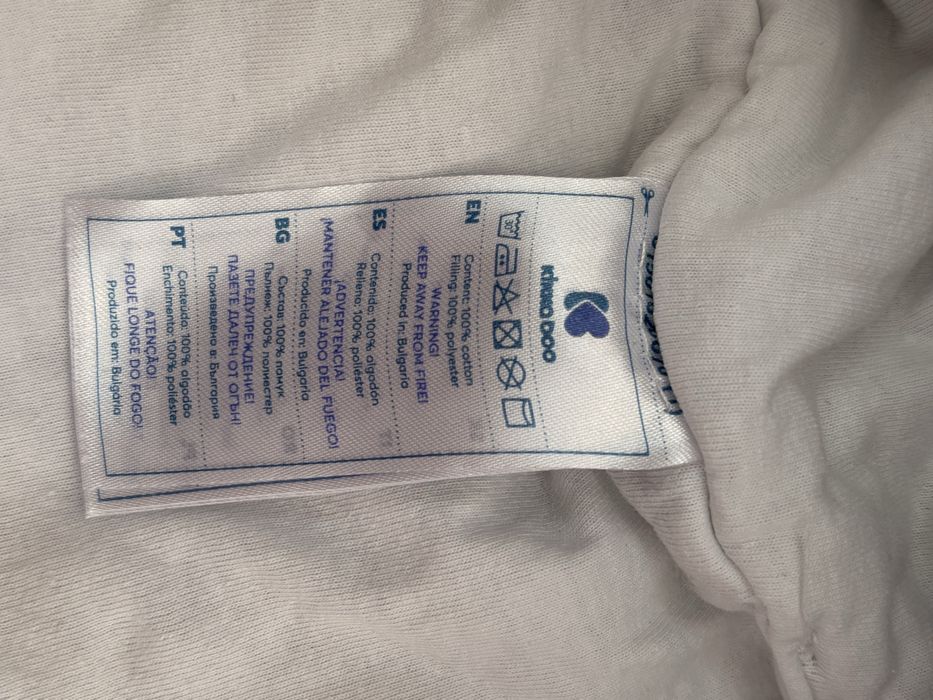 kikka boo
30°
EN
Content: 100% cotton
Filling: 100% polyester
WARNING!
KEEP AWAY FROM FIRE!
Produced in: Bulgaria
ES
Contenido: 100% algodón
Relleno: 100% poliéster
¡ADVERTENCIA!
¡MANTENER ALEJADO DEL FUEGO!
Producido en: Bulgaria
BG
Състав: 100% памук
Пълнеж: 100% полиестер
ПРЕДУПРЕЖДЕНИЕ!
ПАЗЕТЕ ДАЛЕЧ ОТ ОГЪН!
Произведено в: България
PT
Conteúdo: 100% algodão
Enchimento: 100% poliéster
ATENÇÃO!
FIQUE LONGE DO FOGO!
Produzido em: Bulgária